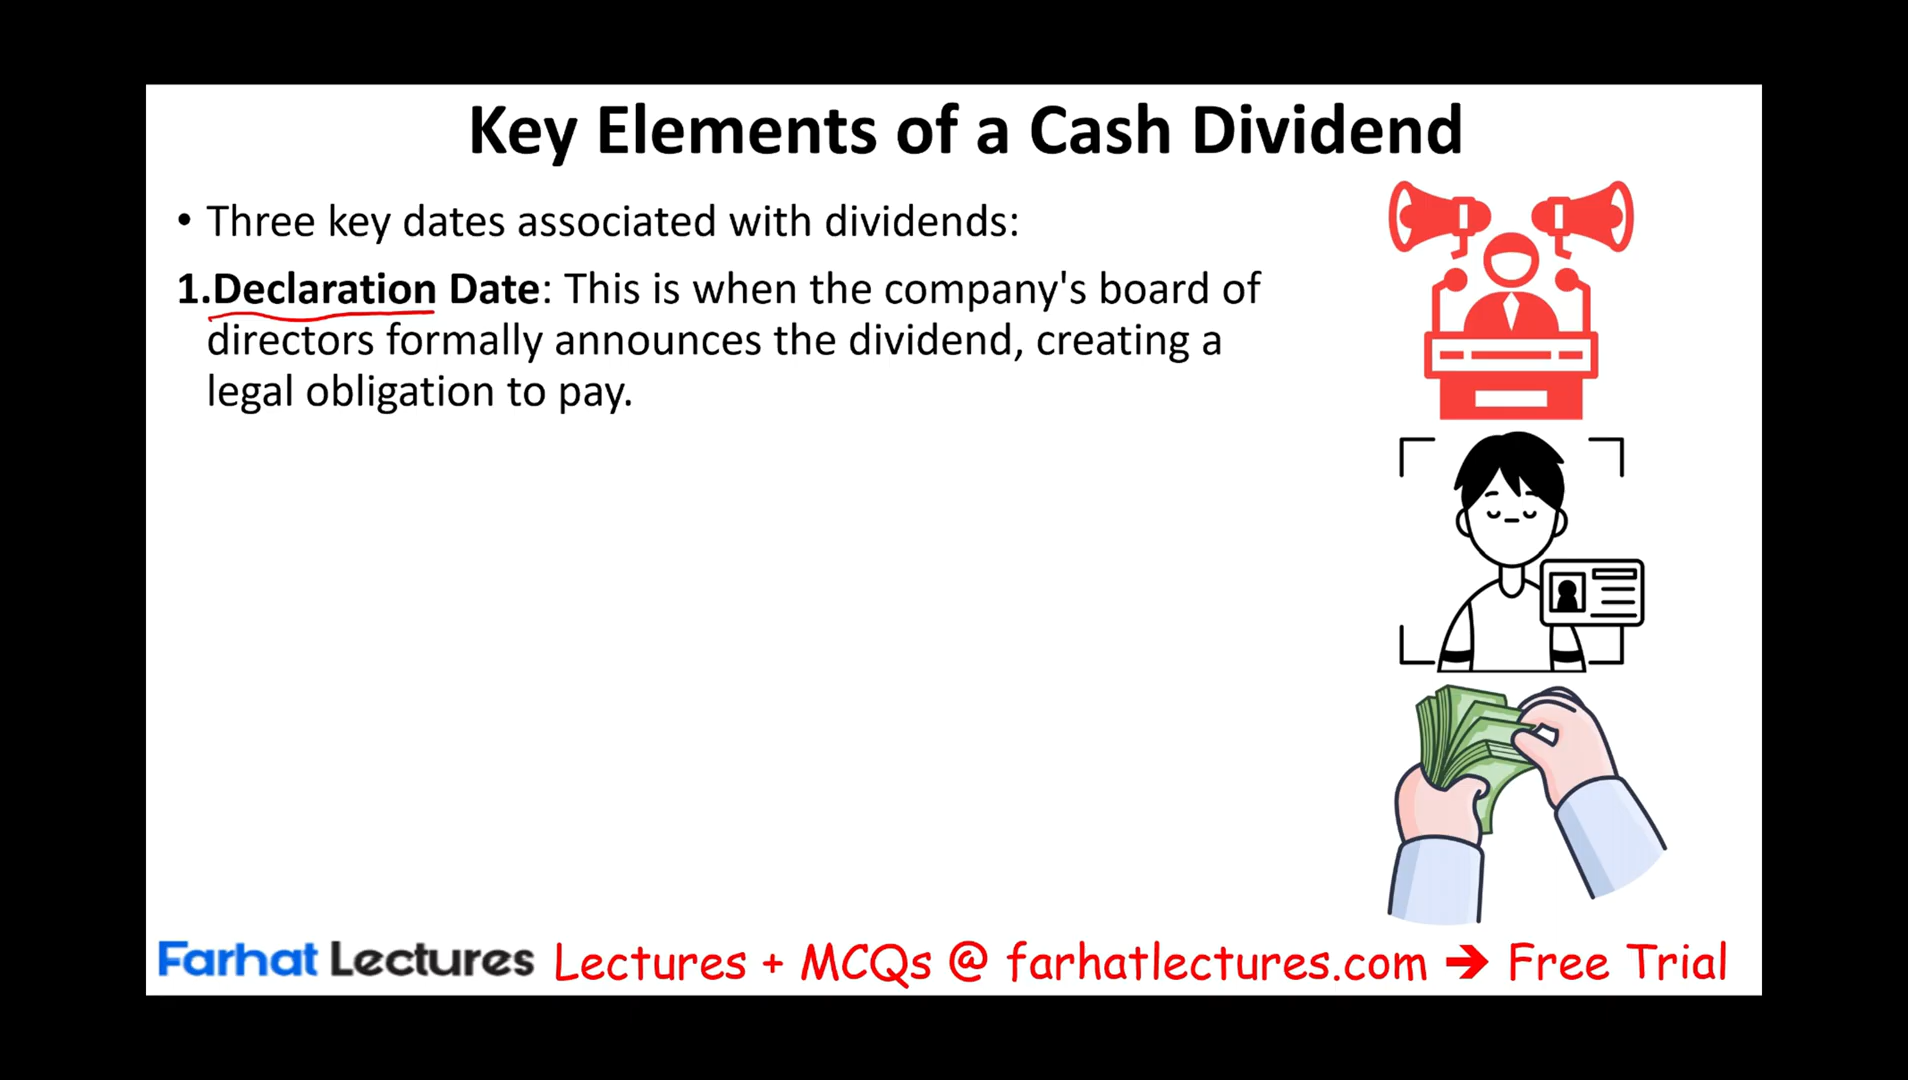 Key Elements of a Cash Dividend
• Three key dates associated with dividends:
1.Declaration Date: This is when the company's board of
directors formally announces the dividend, creating a
legal obligation to pay.
Farhat Lectures Lectures + MCQs @ farhatlectures.com → Free Trial